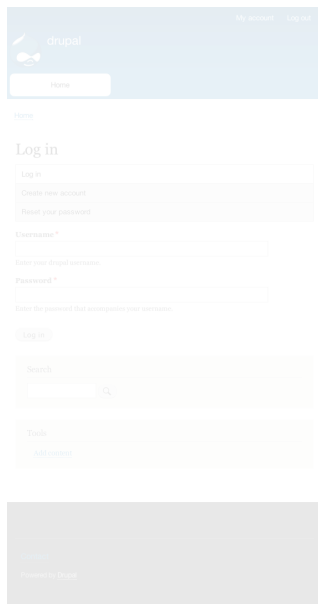 My account Log out
drupal
Home
Home
Log in
Log in
Create new account
Reset your password
Username *
Enter your drupal username.
Password *
Enter the password that accompanies your username.
Log in
Search
Tools
Add content
Powered by Drupal